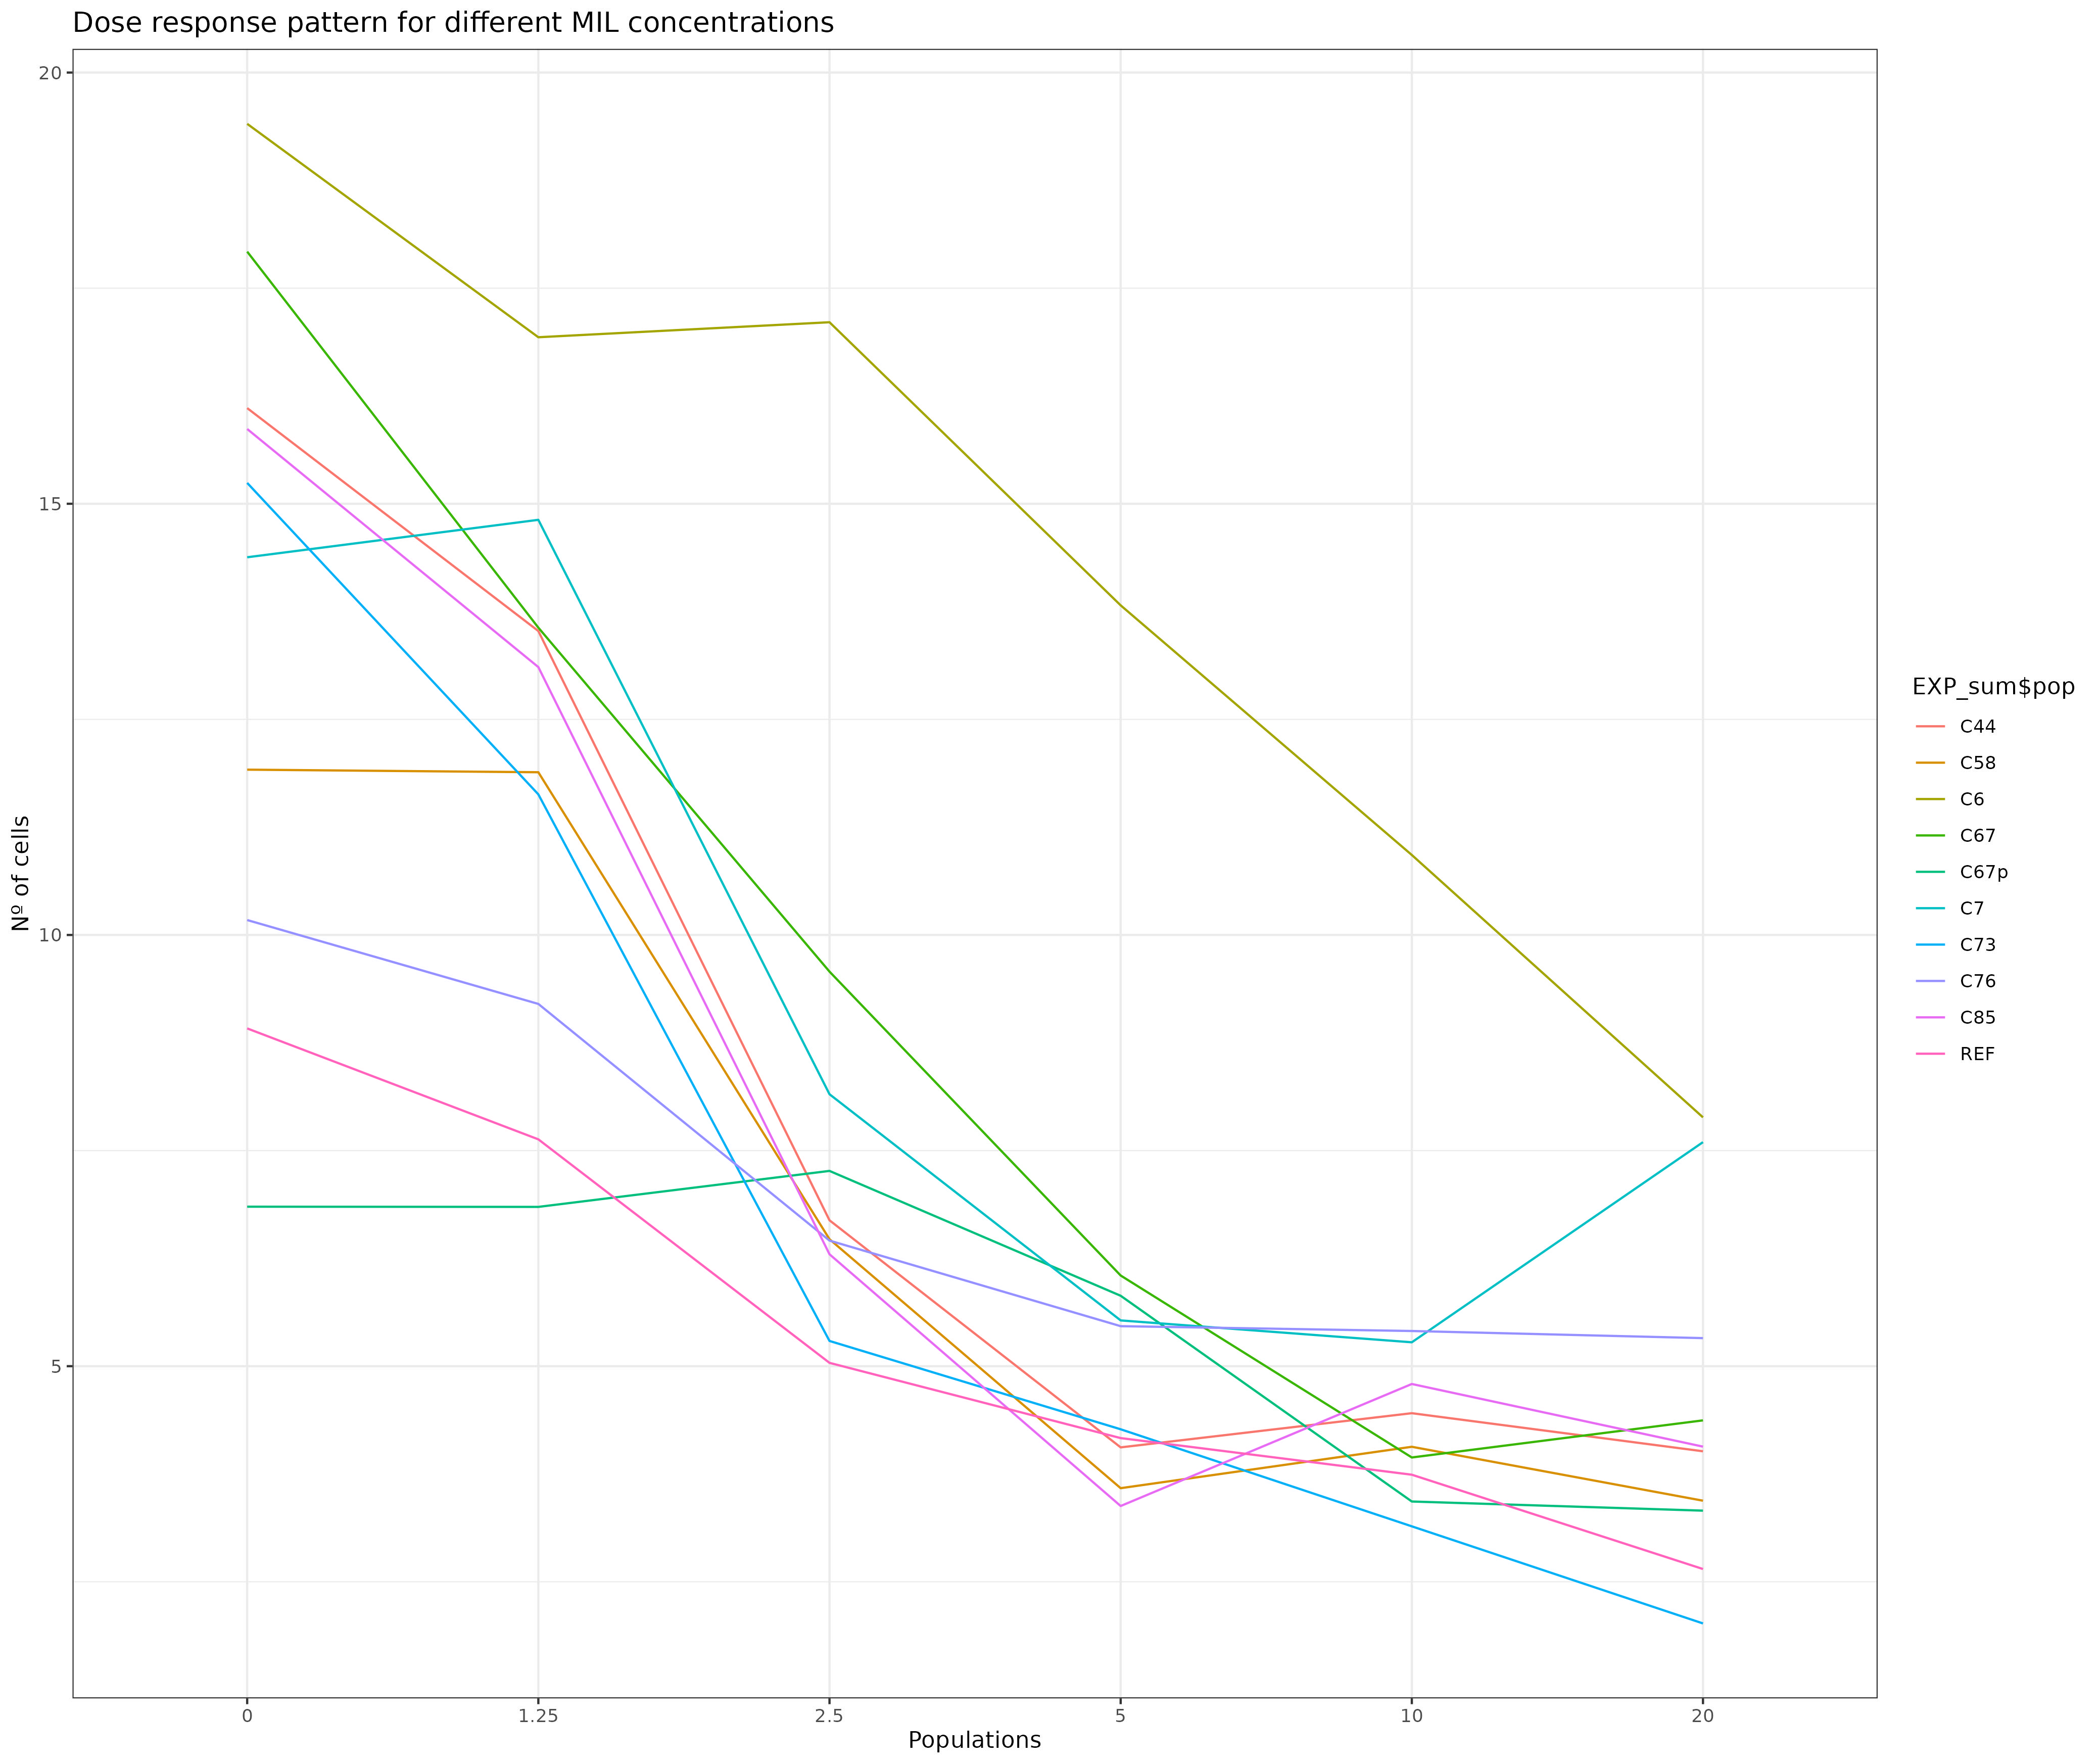 Dose response pattern for different MIL concentrations
20
15
10
5
Nº of cells
0 1.25 2.5 5 10 20
Populations
EXP_sum$pop
C44
C58
C6
C67
C67p
C7
C73
C76
C85
REF